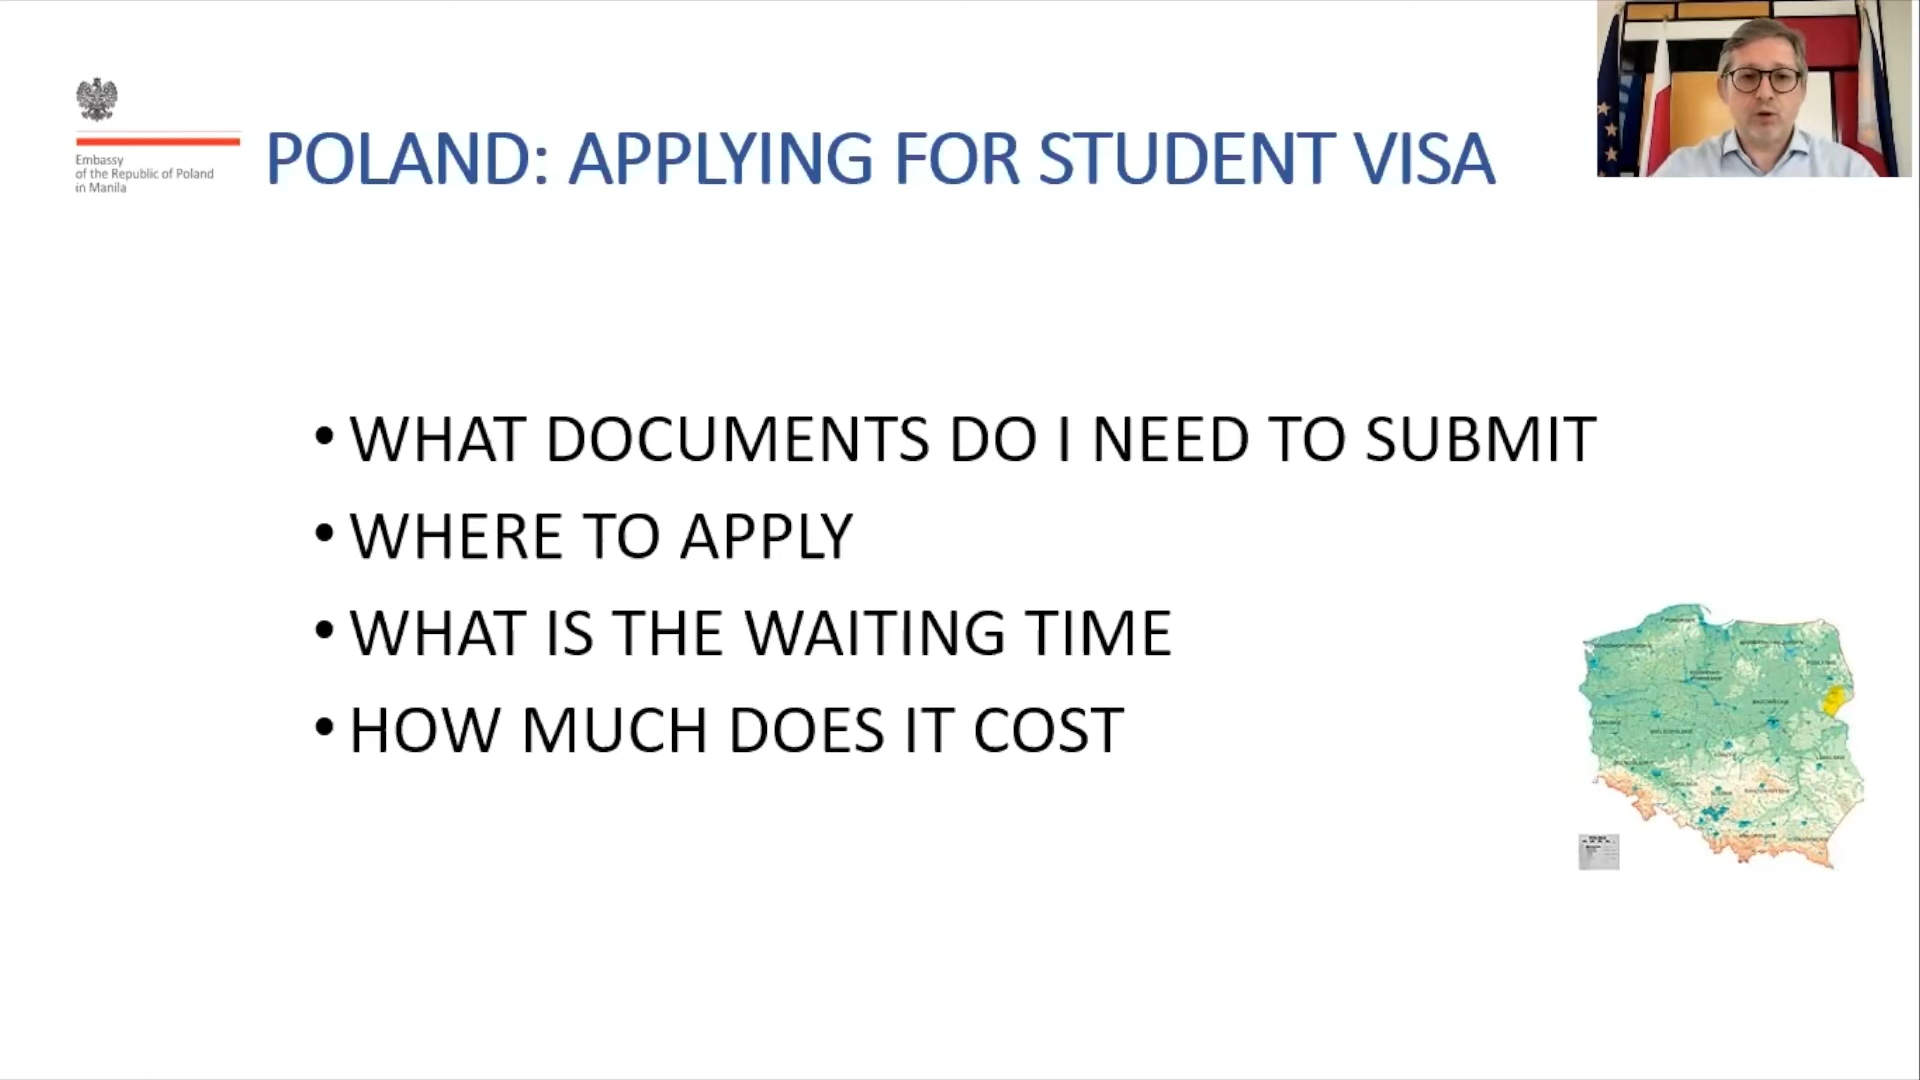 Embassy
of the Republic of Poland
in Manila
POLAND: APPLYING FOR STUDENT VISA
• WHAT DOCUMENTS DO I NEED TO SUBMIT
• WHERE TO APPLY
• WHAT IS THE WAITING TIME
• HOW MUCH DOES IT COST